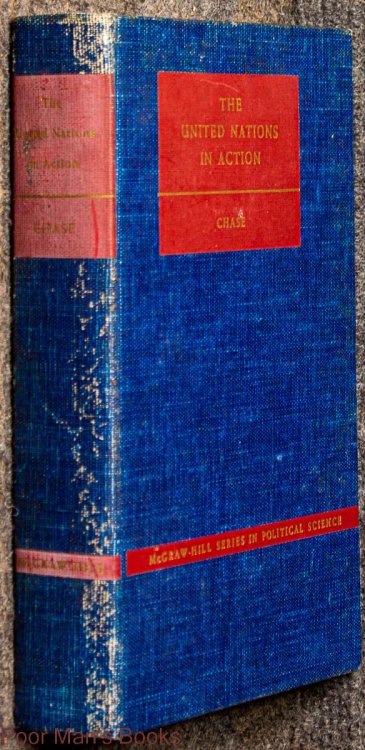 The
United Nations
in Action
CHASE
McGRAW-HILL
THE
UNITED NATIONS
IN ACTION
CHASE
McGRAW-HILL SERIES IN POLITICAL SCIENCE
Poor Man's Books